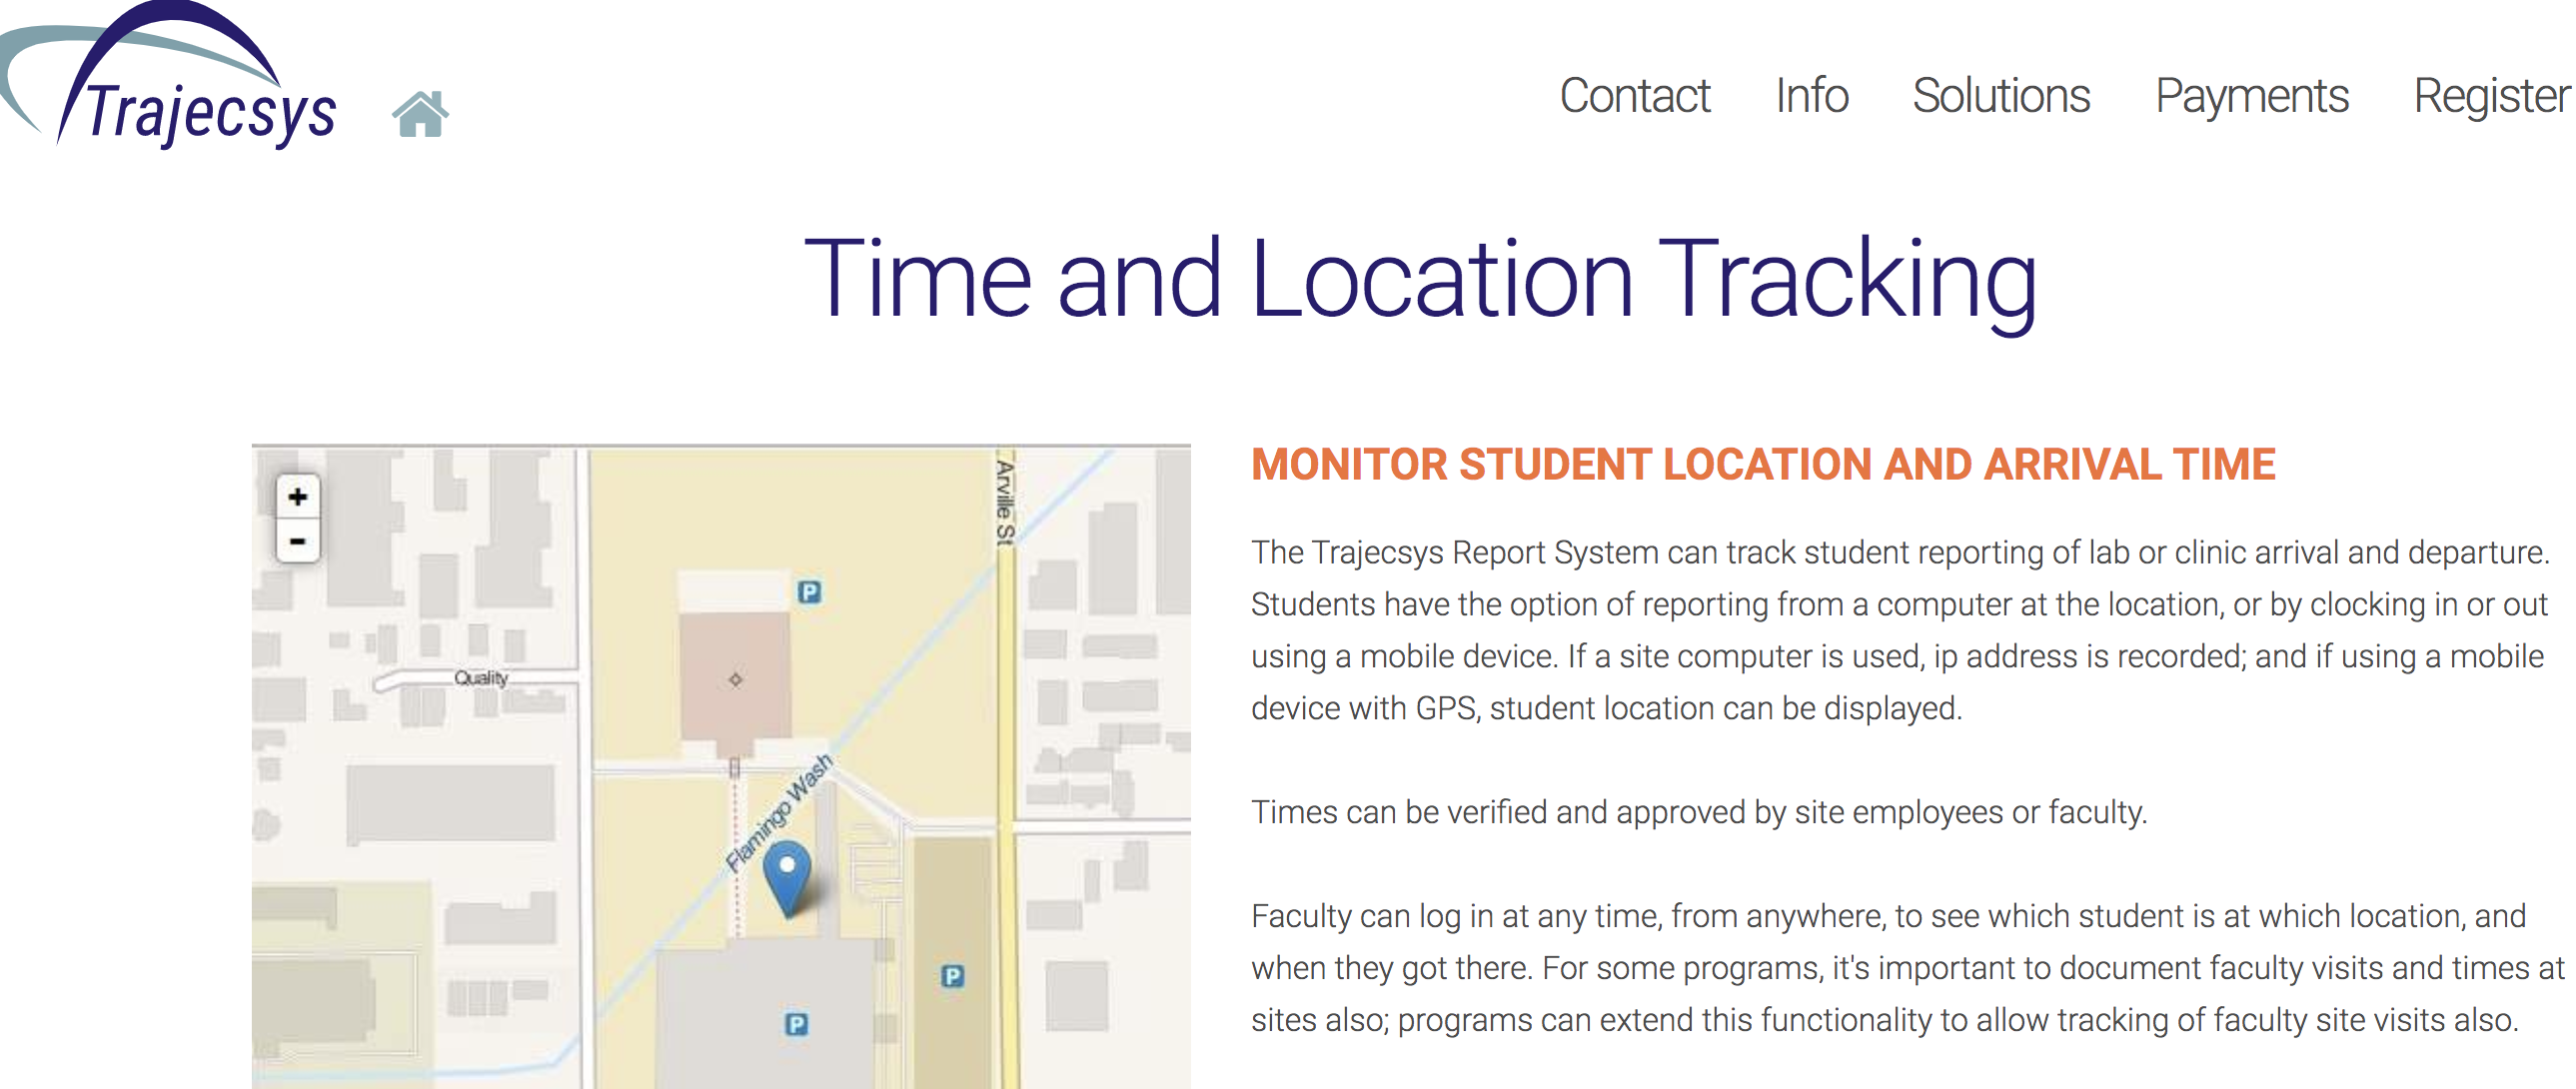 Trajecsys
Contact Info Solutions Payments Register
Time and Location Tracking
+
-
Arville St
P
Quality
Flamingo Wash
P
P
MONITOR STUDENT LOCATION AND ARRIVAL TIME
The Trajecsys Report System can track student reporting of lab or clinic arrival and departure.
Students have the option of reporting from a computer at the location, or by clocking in or out
using a mobile device. If a site computer is used, ip address is recorded; and if using a mobile
device with GPS, student location can be displayed.
Times can be verified and approved by site employees or faculty.
Faculty can log in at any time, from anywhere, to see which student is at which location, and
when they got there. For some programs, it's important to document faculty visits and times at
sites also; programs can extend this functionality to allow tracking of faculty site visits also.